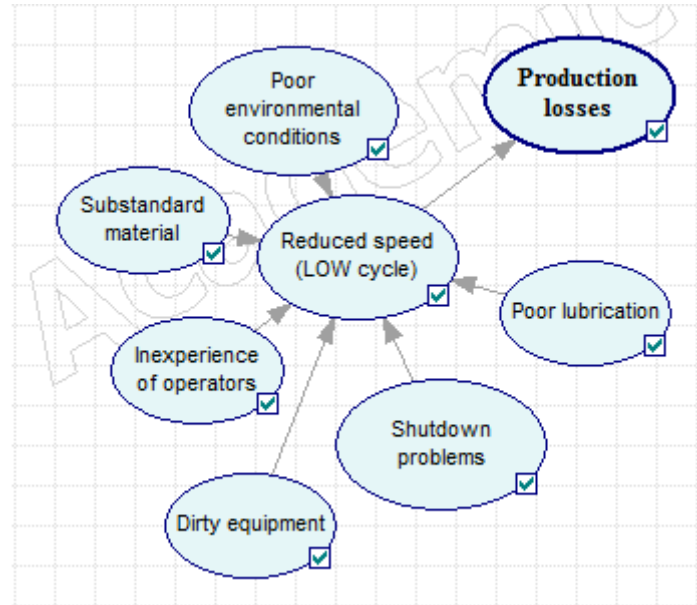 Poor
environmental
conditions
Production
losses
Substandard
material
Reduced speed
(LOW cycle)
Poor lubrication
Inexperience
of operators
Shutdown
problems
Dirty equipment
Academic